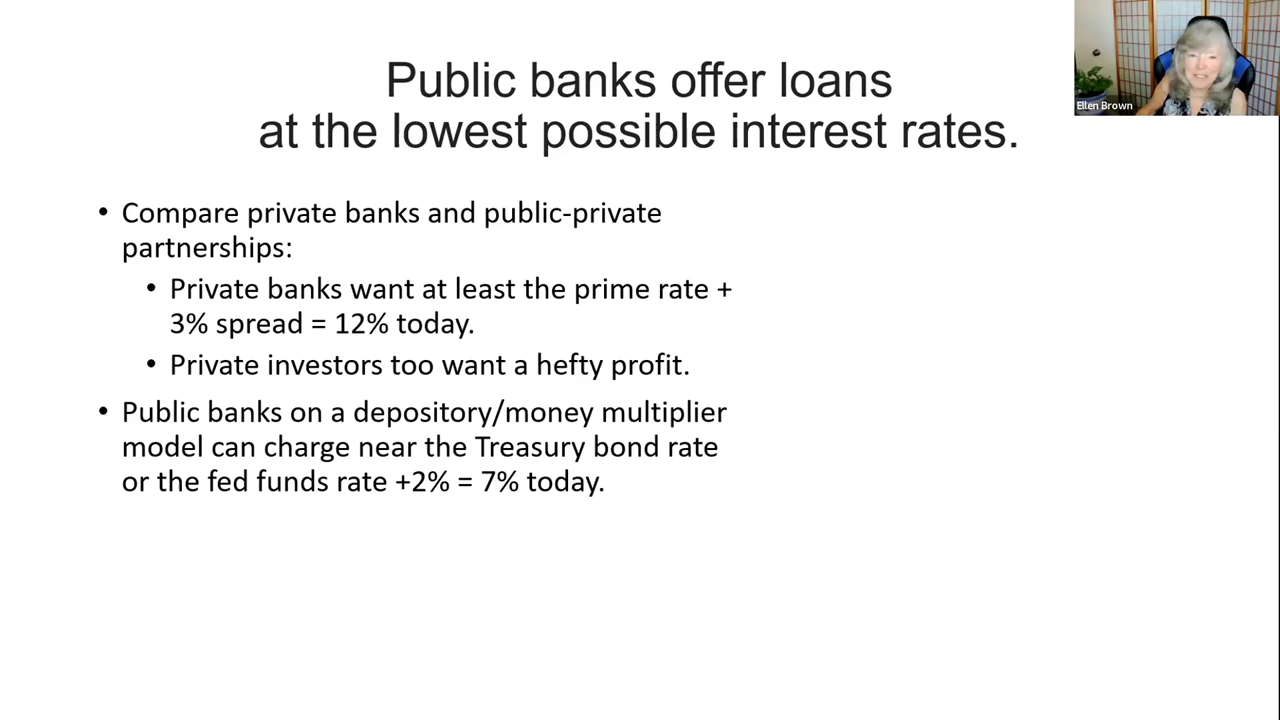 Public banks offer loans
at the lowest possible interest rates.
Ellen Brown
• Compare private banks and public-private
partnerships:
• Private banks want at least the prime rate +
3% spread = 12% today.
• Private investors too want a hefty profit.
• Public banks on a depository/money multiplier
model can charge near the Treasury bond rate
or the fed funds rate +2% = 7% today.